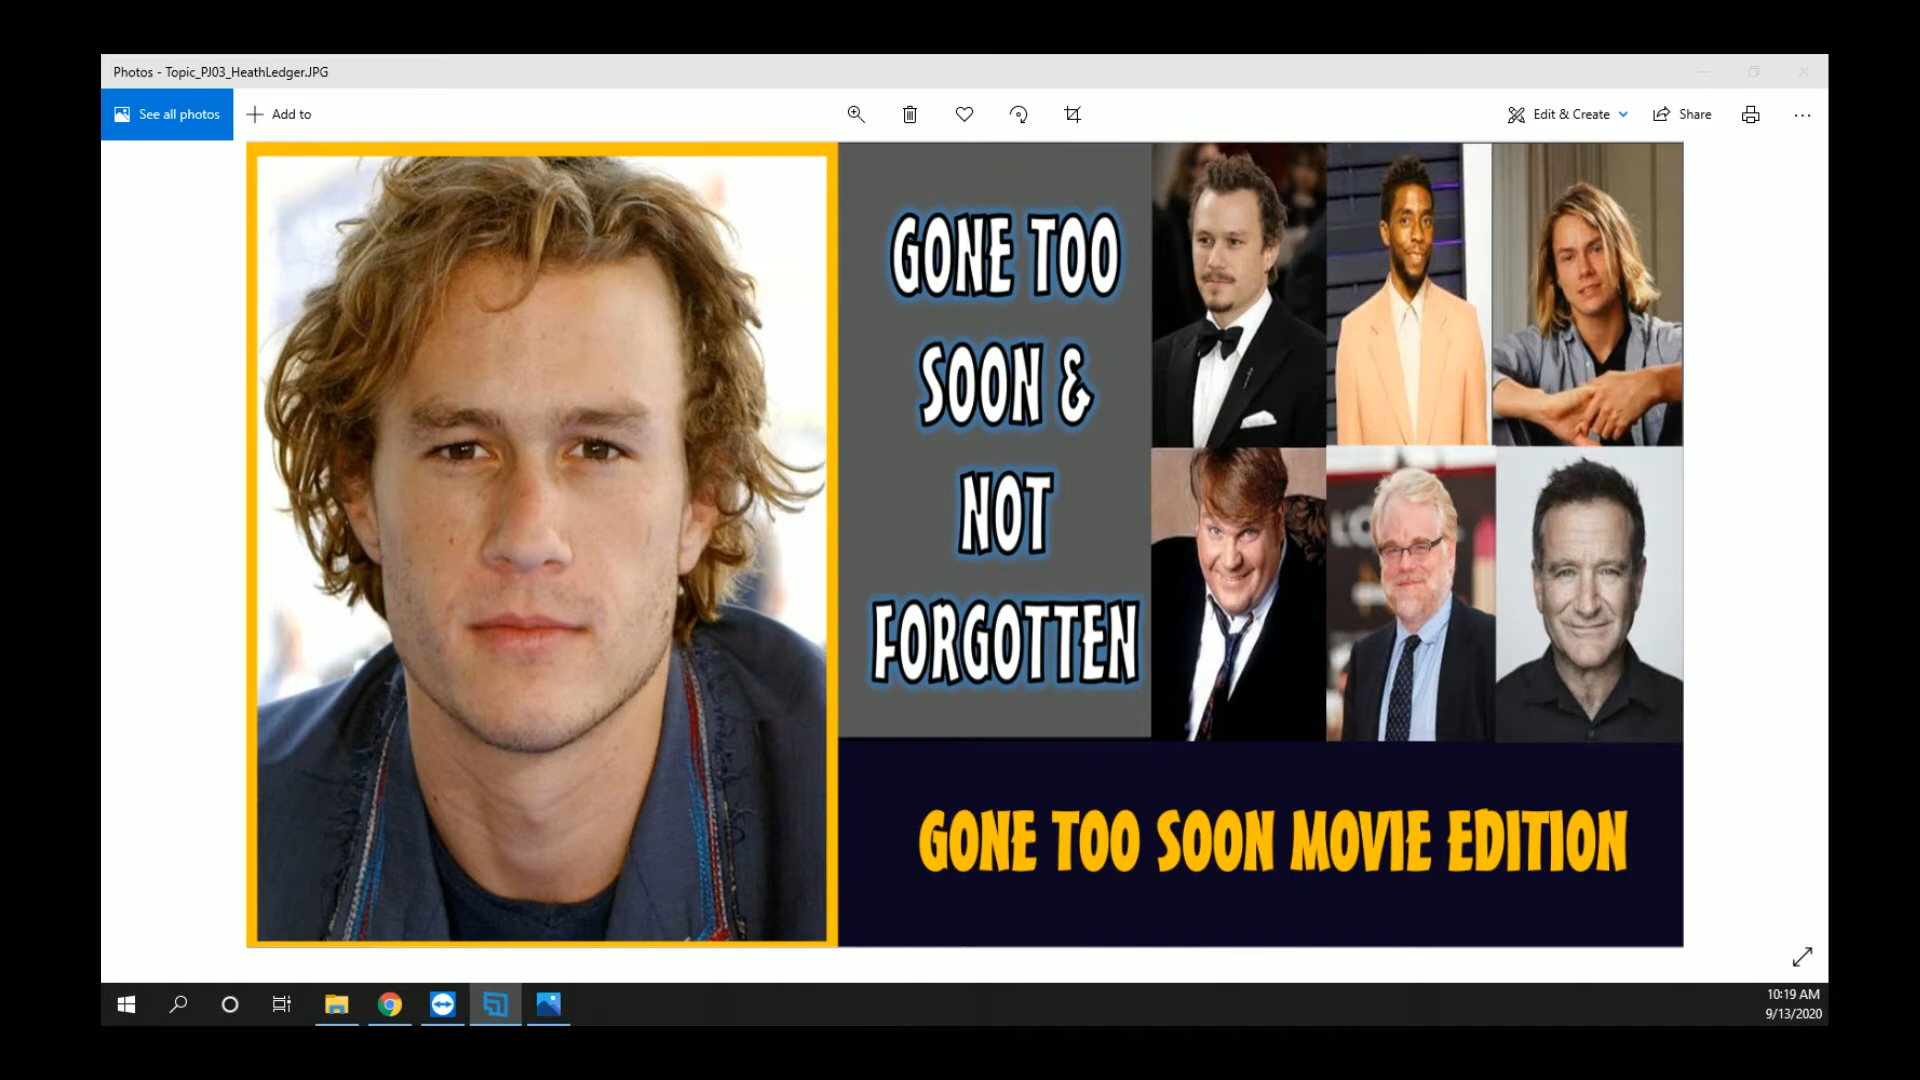 Photos - Topic_PJ03_HeathLedger.JPG
See all photos
Add to
Edit & Create
Share
GONE TOO
SOON &
NOT
FORGOTTEN
GONE TOO SOON MOVIE EDITION
10:19 AM
9/13/2020